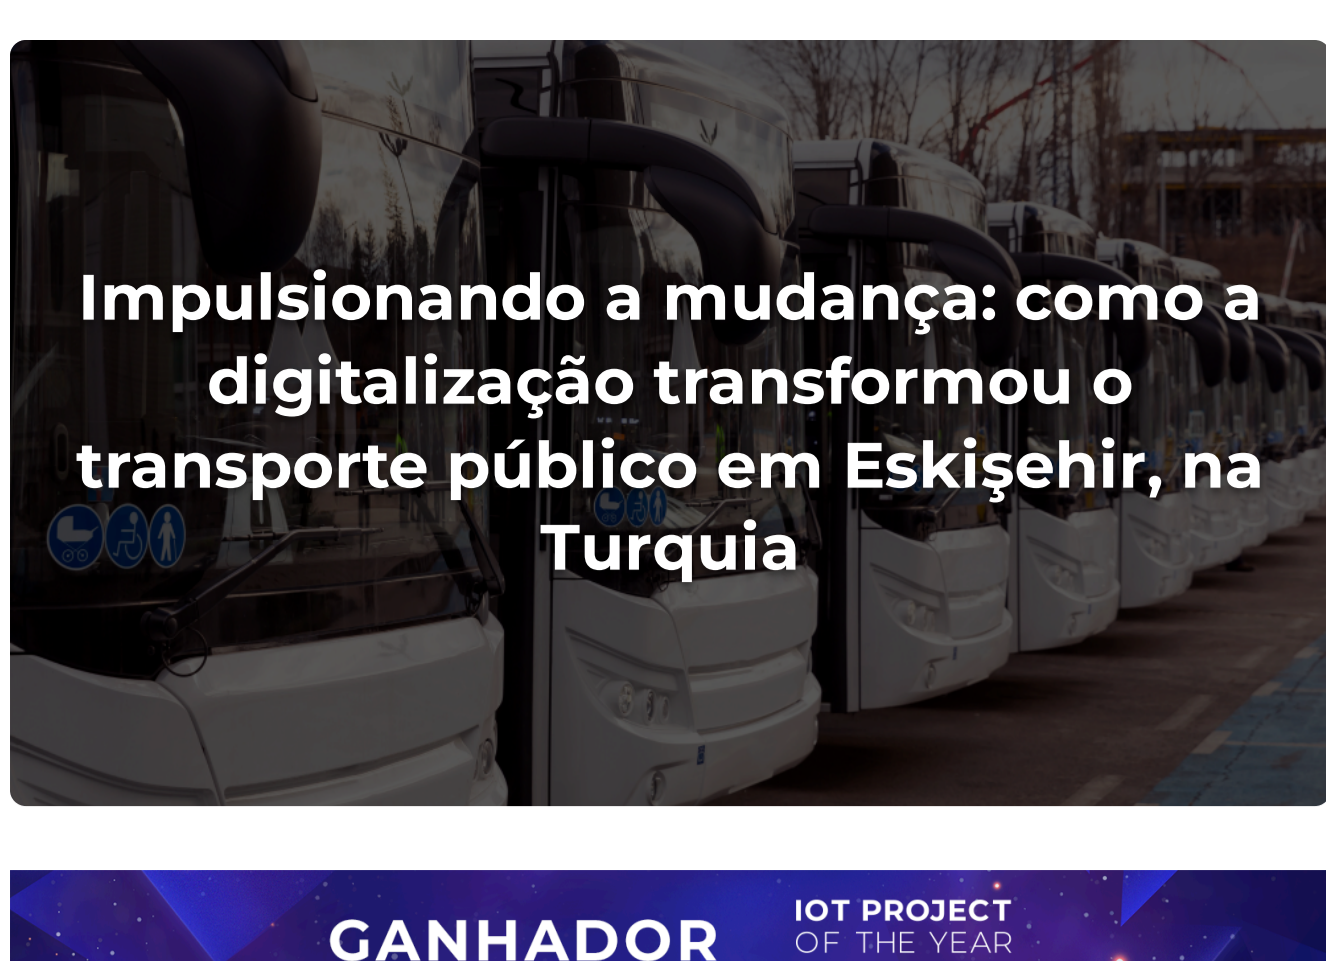 Impulsionando a mudança: como a
digitalização transformou o
transporte público em Eskişehir, na
Turquia
GANHADOR
IOT PROJECT
OF THE YEAR